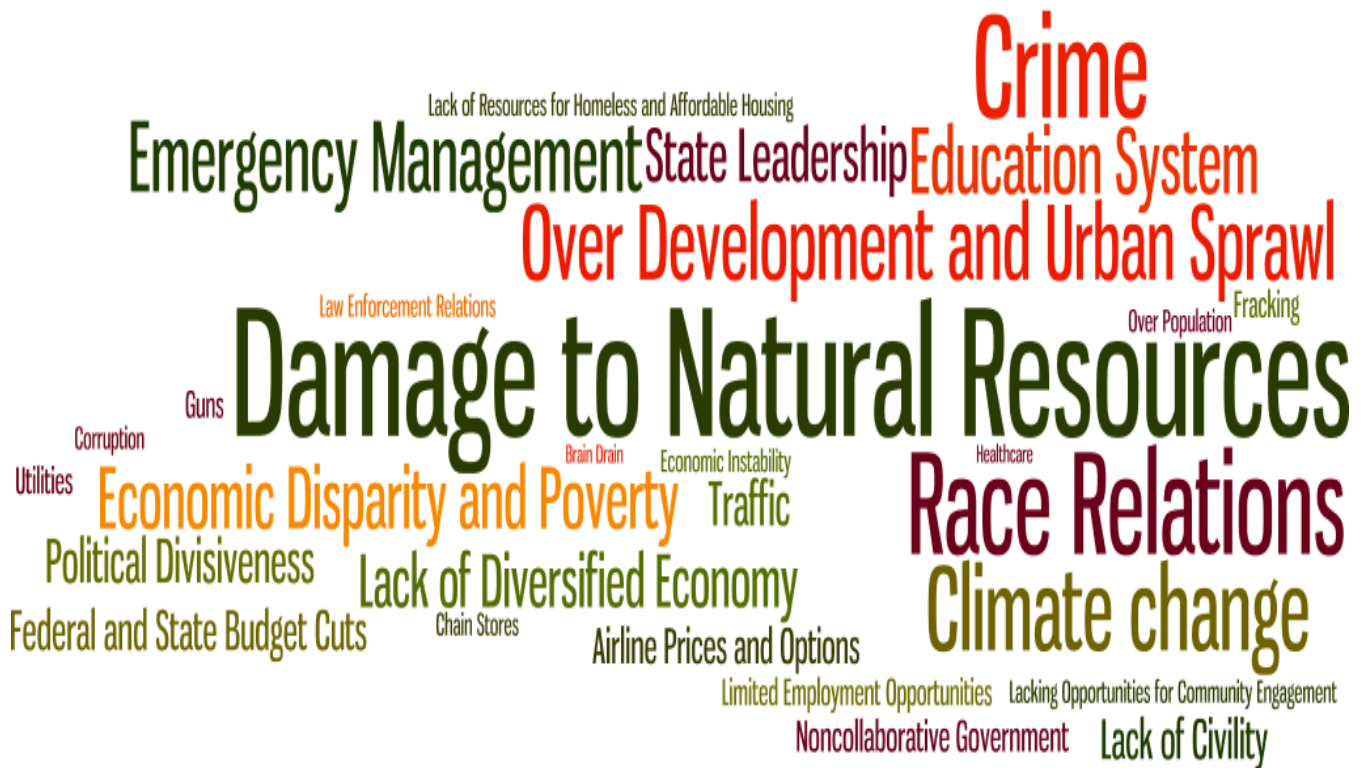 Crime
Lack of Resources for Homeless and Affordable Housing
Emergency Management
State Leadership
Education System
Over Development and Urban Sprawl
Law Enforcement Relations
Fracking
Over Population
Damage to Natural Resources
Guns
Corruption
Brain Drain
Economic Instability
Healthcare
Utilities
Economic Disparity and Poverty
Traffic
Race Relations
Political Divisiveness
Lack of Diversified Economy
Climate change
Federal and State Budget Cuts
Chain Stores
Airline Prices and Options
Limited Employment Opportunities
Lacking Opportunities for Community Engagement
Noncollaborative Government
Lack of Civility